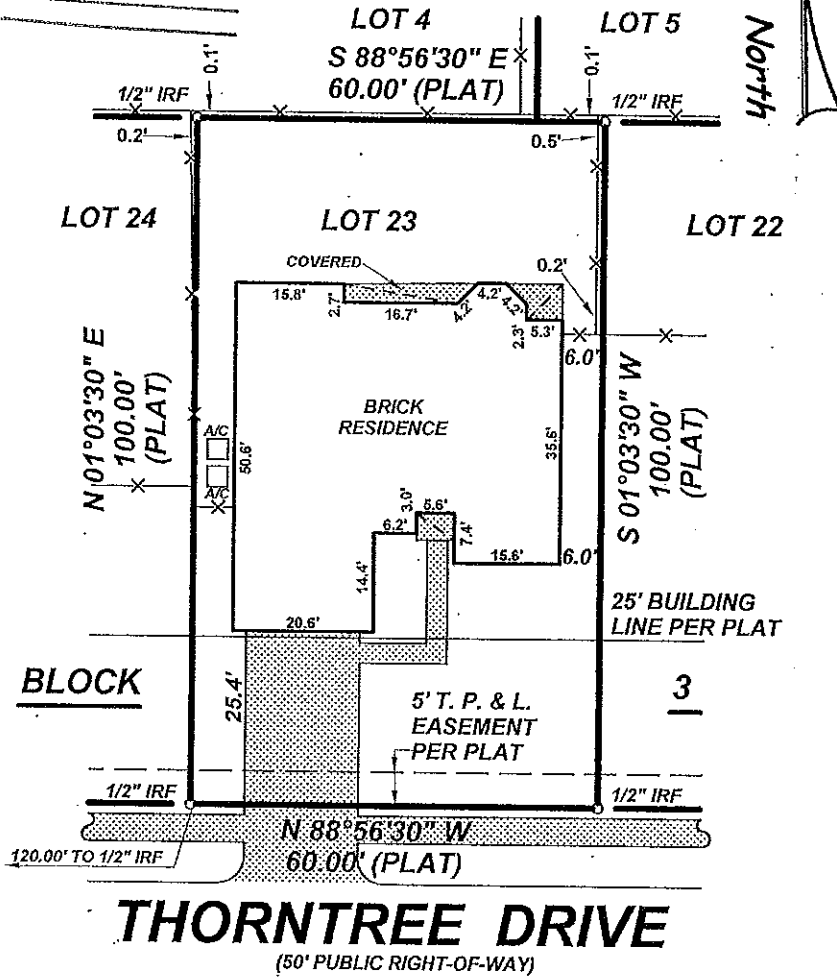 LOT 4
LOT 5
North
S 88°56'30" E
60.00' (PLAT)
0.1'
0.1'
1/2" IRF
1/2" IRF
0.2'
0.5'
LOT 24
LOT 23
LOT 22
COVERED
0.2'
15.8'
2.7'
16.7'
4.2'
4.2'
4.2'
2.3'
5.3'
6.0'
N 01°03'30" E
100.00'
(PLAT)
BRICK
RESIDENCE
S 01°03'30" W
100.00'
(PLAT)
A/C
A/C
50.6'
35.6'
3.0'
5.6'
6.2'
7.4'
14.4'
15.6'
6.0'
20.6'
25' BUILDING
LINE PER PLAT
BLOCK
3
25.4'
5' T. P. & L.
EASEMENT
PER PLAT
1/2" IRF
1/2" IRF
N 88°56'30" W
60.00' (PLAT)
120.00' TO 1/2" IRF
THORNTREE DRIVE
(50' PUBLIC RIGHT-OF-WAY)